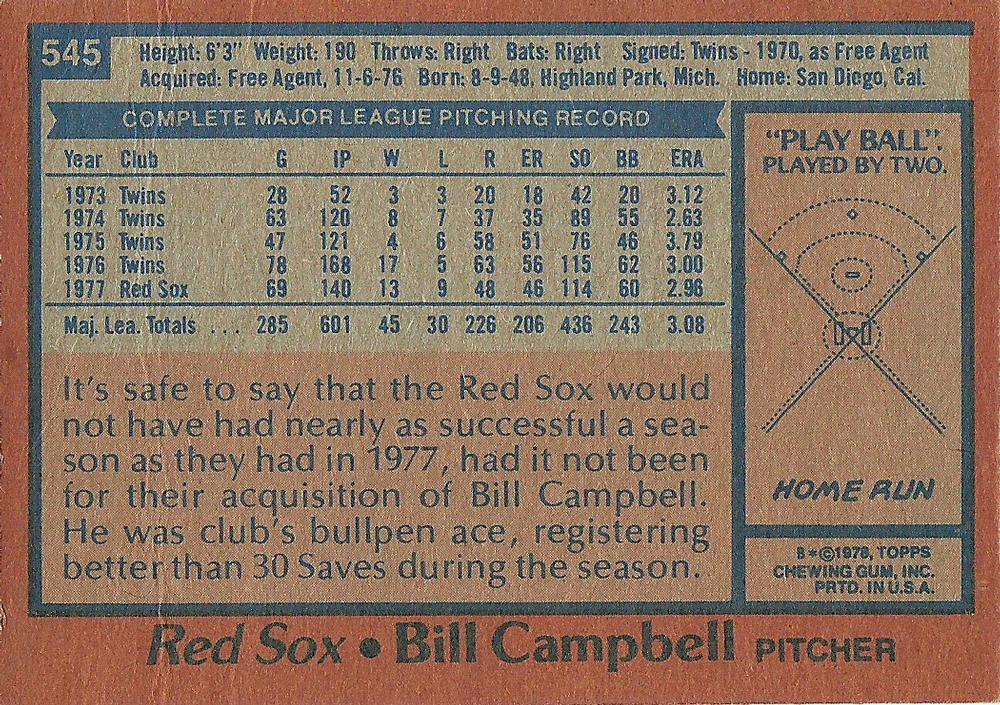 545
Height: 6'3" Weight: 190 Throws: Right Bats: Right Signed: Twins - 1970, as Free Agent
Acquired: Free Agent, 11-6-76 Born: 8-9-48, Highland Park, Mich. Home: San Diego, Cal.
COMPLETE MAJOR LEAGUE PITCHING RECORD
Year Club G IP W L R ER SO BB ERA
1973 Twins 28 52 3 3 20 18 42 20 3.12
1974 Twins 63 120 8 7 37 35 89 55 2.63
1975 Twins 47 121 4 6 58 51 76 46 3.79
1976 Twins 78 168 17 5 63 56 115 62 3.00
1977 Red Sox 69 140 13 9 48 46 114 60 2.96
Maj. Lea. Totals ... 285 601 45 30 226 206 436 243 3.08
It's safe to say that the Red Sox would
not have had nearly as successful a sea-
son as they had in 1977, had it not been
for their acquisition of Bill Campbell.
He was club's bullpen ace, registering
better than 30 Saves during the season.
"PLAY BALL".
PLAYED BY TWO.
HOME RUN
B*©1978, TOPPS
CHEWING GUM, INC.
PRTD. IN U.S.A.
Red Sox • Bill Campbell PITCHER